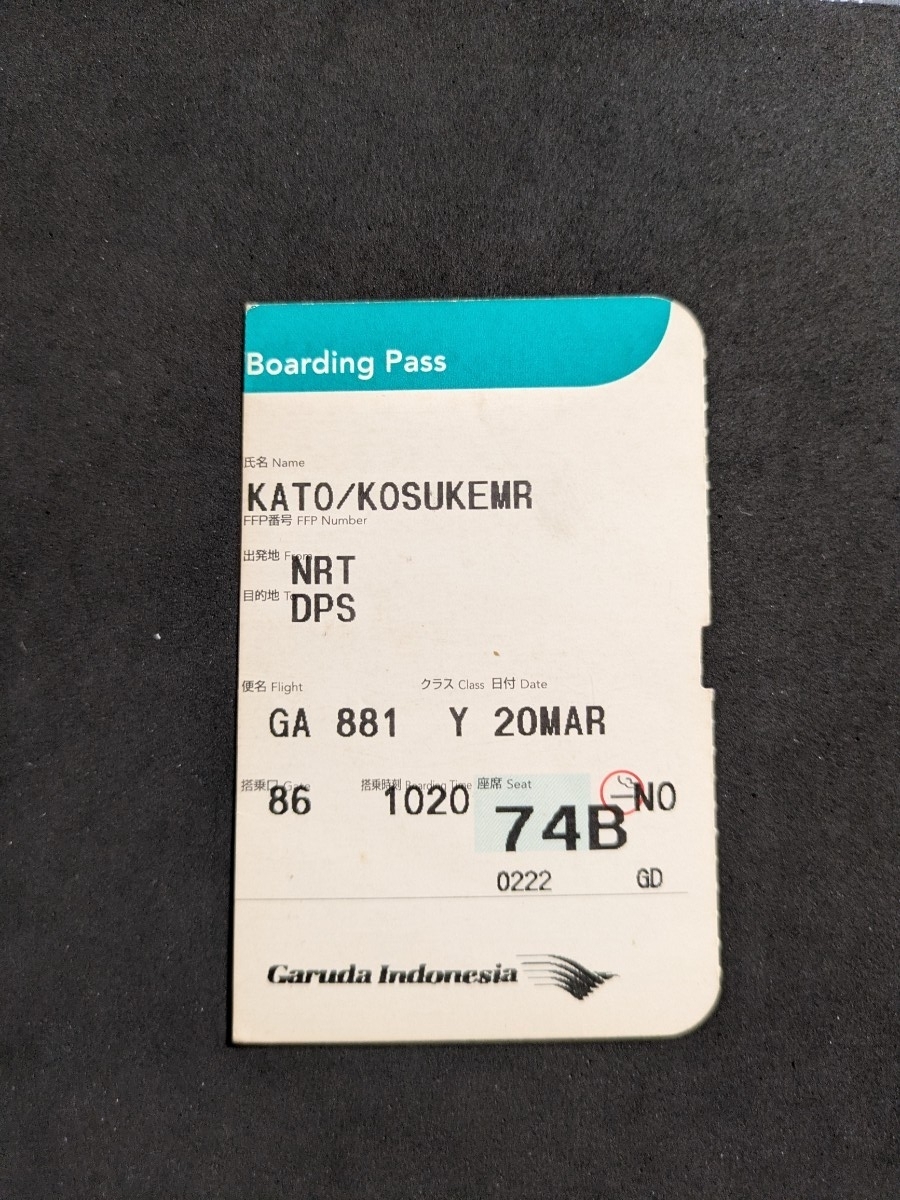 Boarding Pass
氏名 Name
KATO/KOSUKEMR
FFP番号 FFP Number
出発地 From
NRT
目的地 To
DPS
便名 Flight クラス Class 日付 Date
GA 881 Y 20MAR
搭乗口 Gate 搭乗時刻 Boarding Time 座席 Seat
86 1020 74B NO
0222 GD
Garuda Indonesia